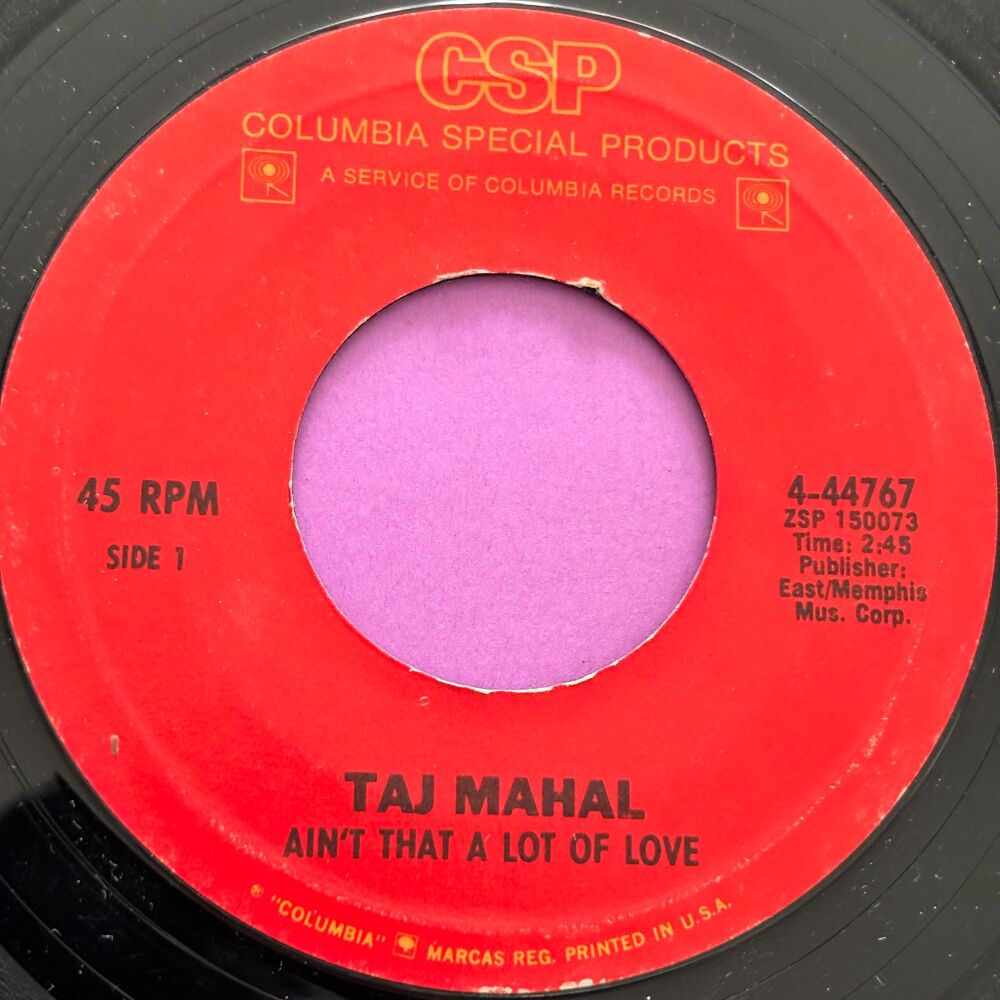 CSP
COLUMBIA SPECIAL PRODUCTS
A SERVICE OF COLUMBIA RECORDS
45 RPM
SIDE 1
4-44767
ZSP 150073
Time: 2:45
Publisher:
East/Memphis
Mus. Corp.
TAJ MAHAL
AIN'T THAT A LOT OF LOVE
® "COLUMBIA" MARCAS REG. PRINTED IN U.S.A.